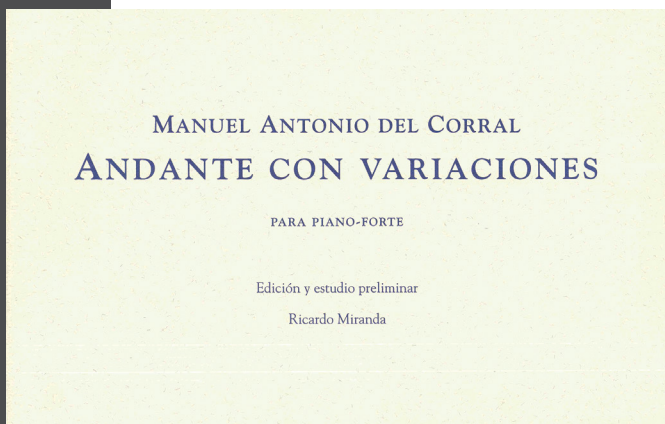 Manuel Antonio del Corral
Andante con variaciones
para piano-forte
Edición y estudio preliminar
Ricardo Miranda